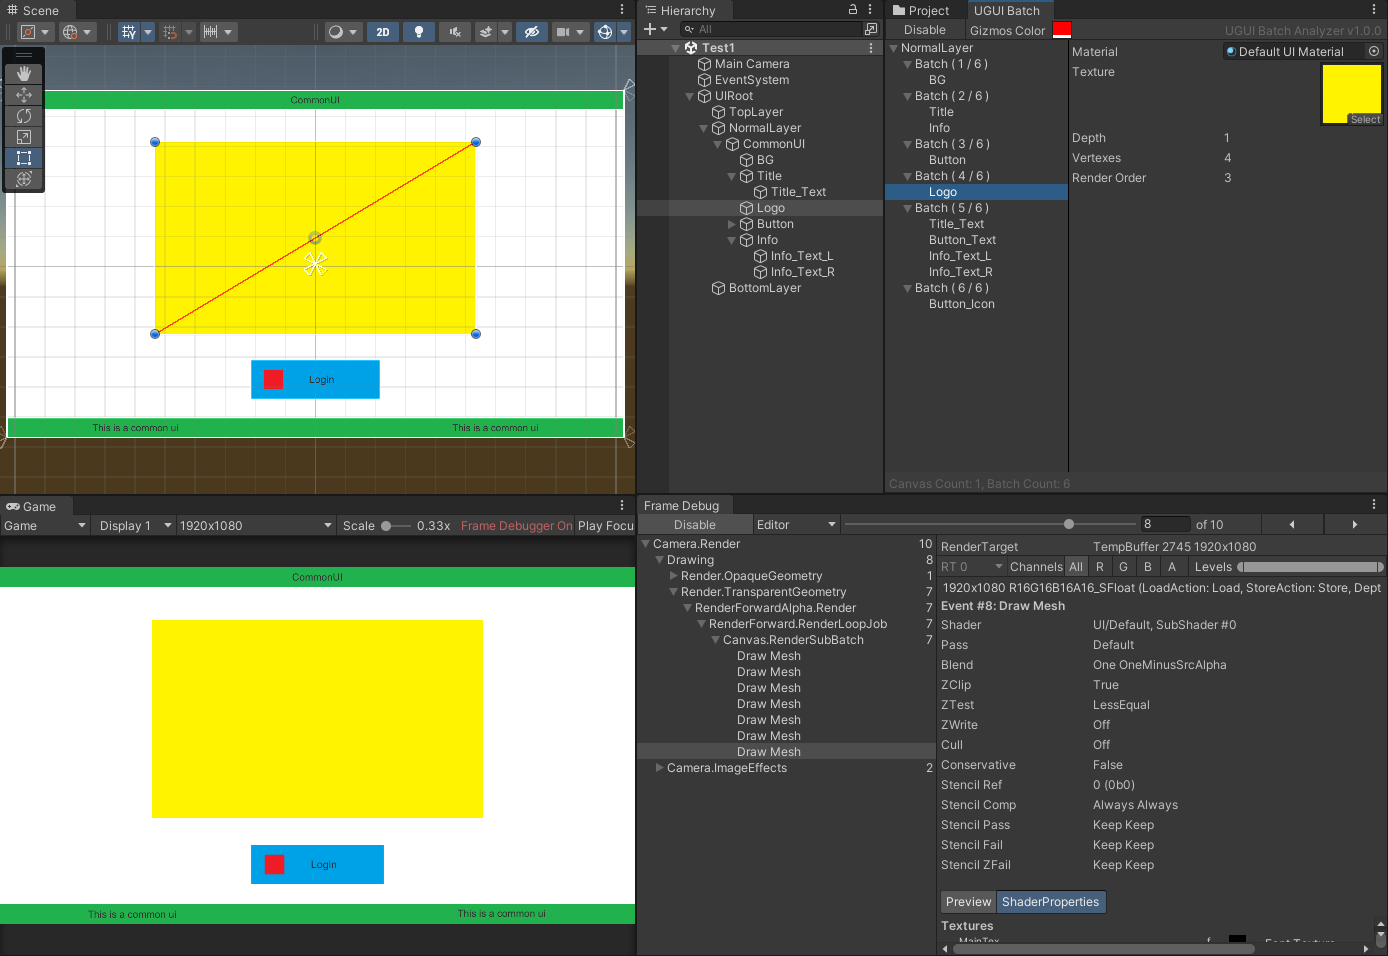 Scene
2D
CommonUI
Login
This is a common ui
This is a common ui
Hierarchy
All
Test1
Main Camera
EventSystem
UIRoot
TopLayer
NormalLayer
CommonUI
BG
Title
Title_Text
Logo
Button
Info
Info_Text_L
Info_Text_R
BottomLayer
Project
UGUI Batch
Disable
Gizmos Color
UGUI Batch Analyzer v1.0.0
NormalLayer
Batch ( 1 / 6 )
BG
Batch ( 2 / 6 )
Title
Info
Batch ( 3 / 6 )
Button
Batch ( 4 / 6 )
Logo
Batch ( 5 / 6 )
Title_Text
Button_Text
Info_Text_L
Info_Text_R
Batch ( 6 / 6 )
Button_Icon
Canvas Count: 1, Batch Count: 6
Material
Default UI Material
Texture
Select
Depth 1
Vertexes 4
Render Order 3
Game
Game Display 1 1920x1080 Scale 0.33x Frame Debugger On Play Focu
CommonUI
Login
This is a common ui
This is a common ui
Frame Debug
Disable Editor 8 of 10
Camera.Render 10
Drawing 8
Render.OpaqueGeometry 1
Render.TransparentGeometry 7
RenderForwardAlpha.Render 7
RenderForward.RenderLoopJob 7
Canvas.RenderSubBatch 7
Draw Mesh
Draw Mesh
Draw Mesh
Draw Mesh
Draw Mesh
Draw Mesh
Draw Mesh
Camera.ImageEffects 2
RenderTarget TempBuffer 2745 1920x1080
RT 0 Channels All R G B A Levels
1920x1080 R16G16B16A16_SFloat (LoadAction: Load, StoreAction: Store, Dept
Event #8: Draw Mesh
Shader UI/Default, SubShader #0
Pass Default
Blend One OneMinusSrcAlpha
ZClip True
ZTest LessEqual
ZWrite Off
Cull Off
Conservative False
Stencil Ref 0 (0b0)
Stencil Comp Always Always
Stencil Pass Keep Keep
Stencil Fail Keep Keep
Stencil ZFail Keep Keep
Preview ShaderProperties
Textures
_MainTex f Font Texture